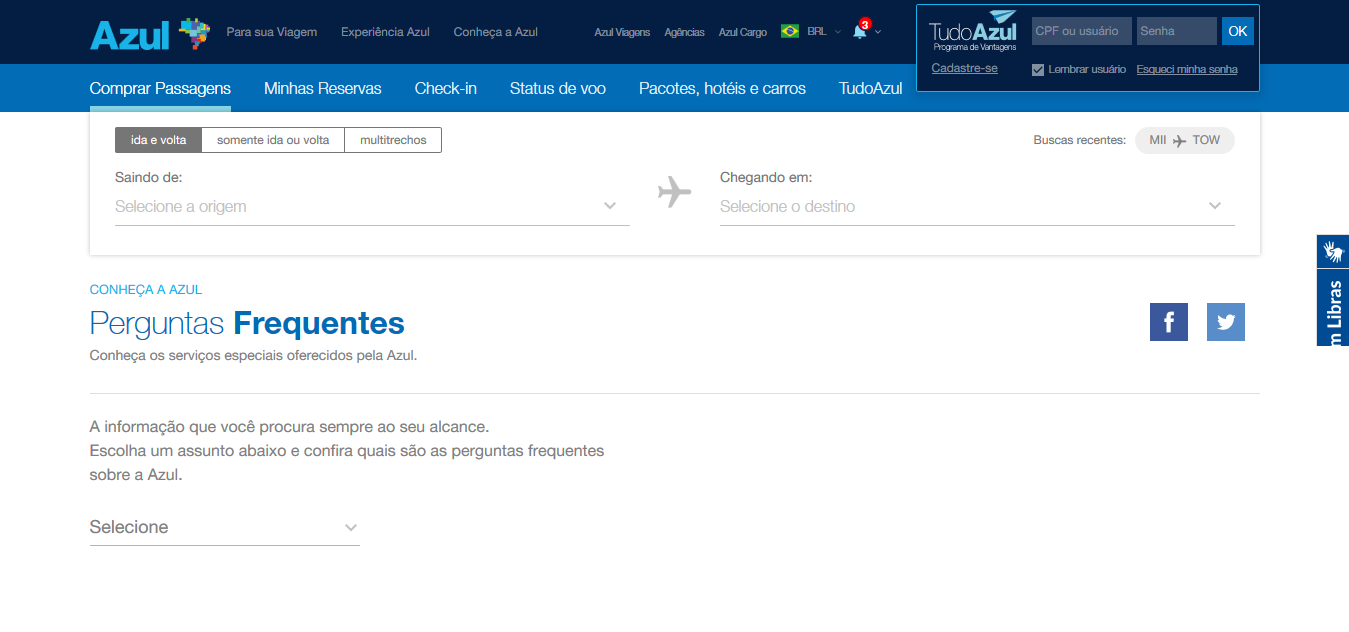 Azul
Para sua Viagem
Experiência Azul
Conheça a Azul
Azul Viagens
Agências
Azul Cargo
BRL
3
TudoAzul
Programa de Vantagens
CPF ou usuário
Senha
OK
Cadastre-se
Lembrar usuário
Esqueci minha senha
Comprar Passagens
Minhas Reservas
Check-in
Status de voo
Pacotes, hotéis e carros
TudoAzul
ida e volta
somente ida ou volta
multitrechos
Buscas recentes:
MII
TOW
Saindo de:
Selecione a origem
Chegando em:
Selecione o destino
CONHEÇA A AZUL
Perguntas Frequentes
Conheça os serviços especiais oferecidos pela Azul.
f
m Libras
A informação que você procura sempre ao seu alcance.
Escolha um assunto abaixo e confira quais são as perguntas frequentes
sobre a Azul.
Selecione